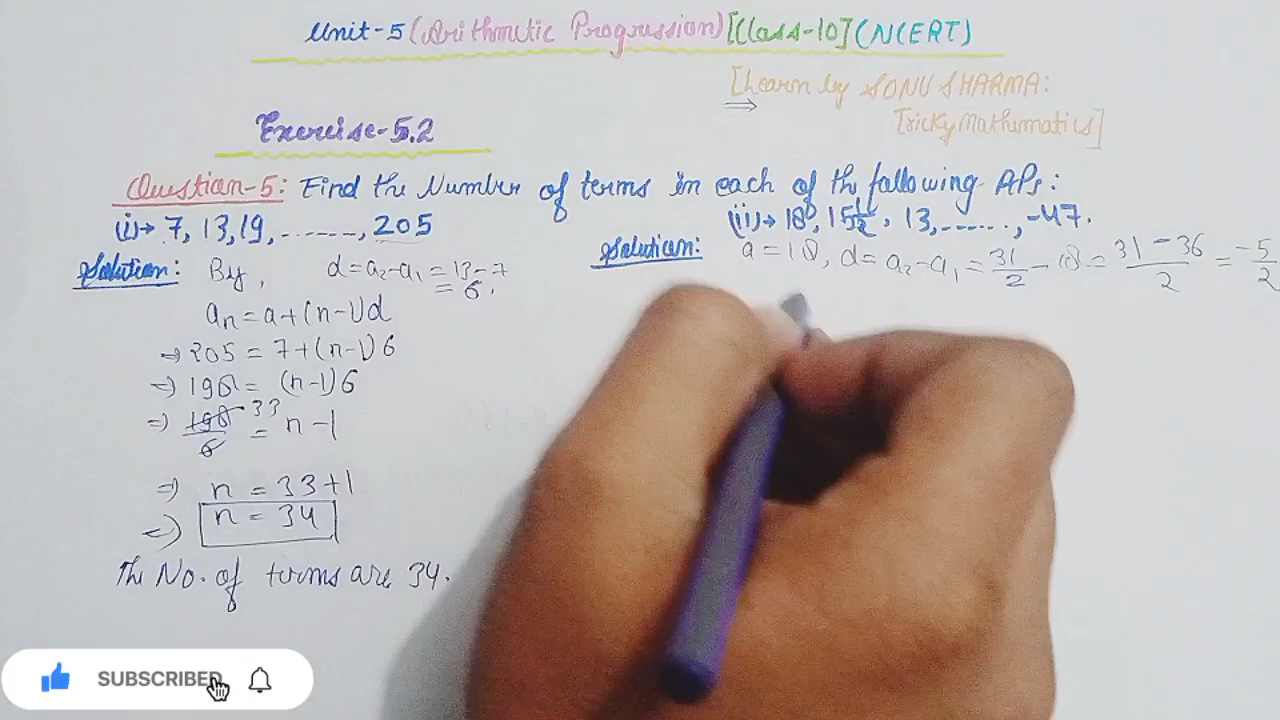 Unit-5 (Arithmetic Progression) [Class-10] (NCERT)
[Learn by SONU SHARMA:
⇒ Tricky Mathematics]
Exercise-5.2
Question-5: Find the Number of terms in each of th following APs:
(i)→ 7, 13, 19, ......, 205
(ii)→ 18, 15 1/2, 13, ......, -47.
Solution: By, d = a₂-a₁ = 13-7
= 6.
aₙ = a+(n-1)d
⇒ 205 = 7+(n-1)6
⇒ 198 = (n-1)6
⇒ 198/6 33 = n-1
⇒ n = 33+1
⇒ n = 34
The No. of terms are 34.
Solution: a = 18, d = a₂-a₁ = 31/2 - 18 = (31-36)/2 = -5/2
SUBSCRIBED